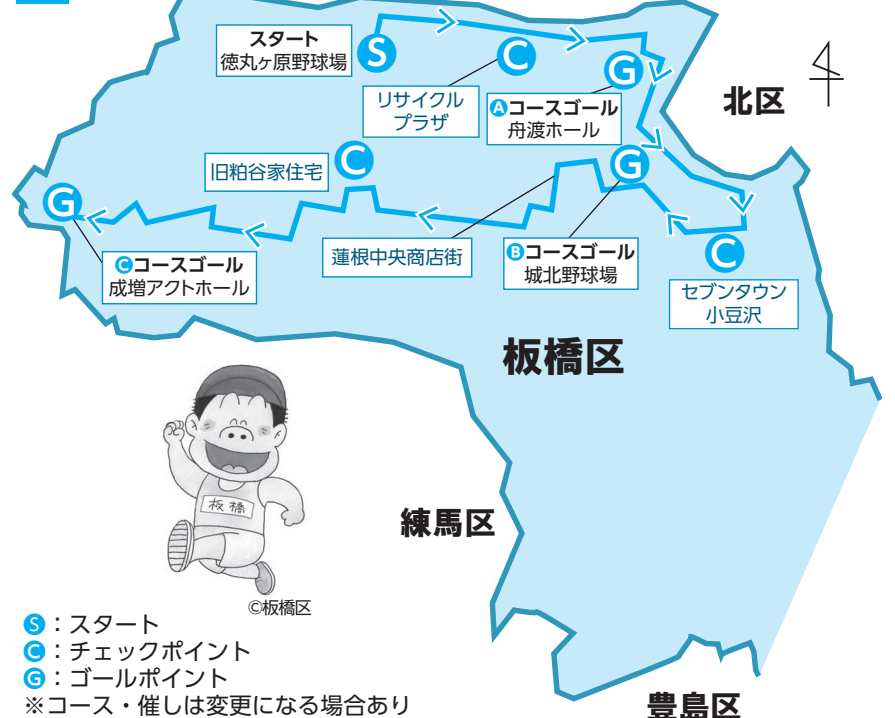 スタート
徳丸ヶ原野球場
S
C
G
リサイクル
プラザ
Aコースゴール
舟渡ホール
北区
旧粕谷家住宅
C
G
G
Cコースゴール
成増アクトホール
蓮根中央商店街
Bコースゴール
城北野球場
C
セブンタウン
小豆沢
板橋区
板橋
練馬区
©板橋区
S:スタート
C:チェックポイント
G:ゴールポイント
※コース・催しは変更になる場合あり
豊島区